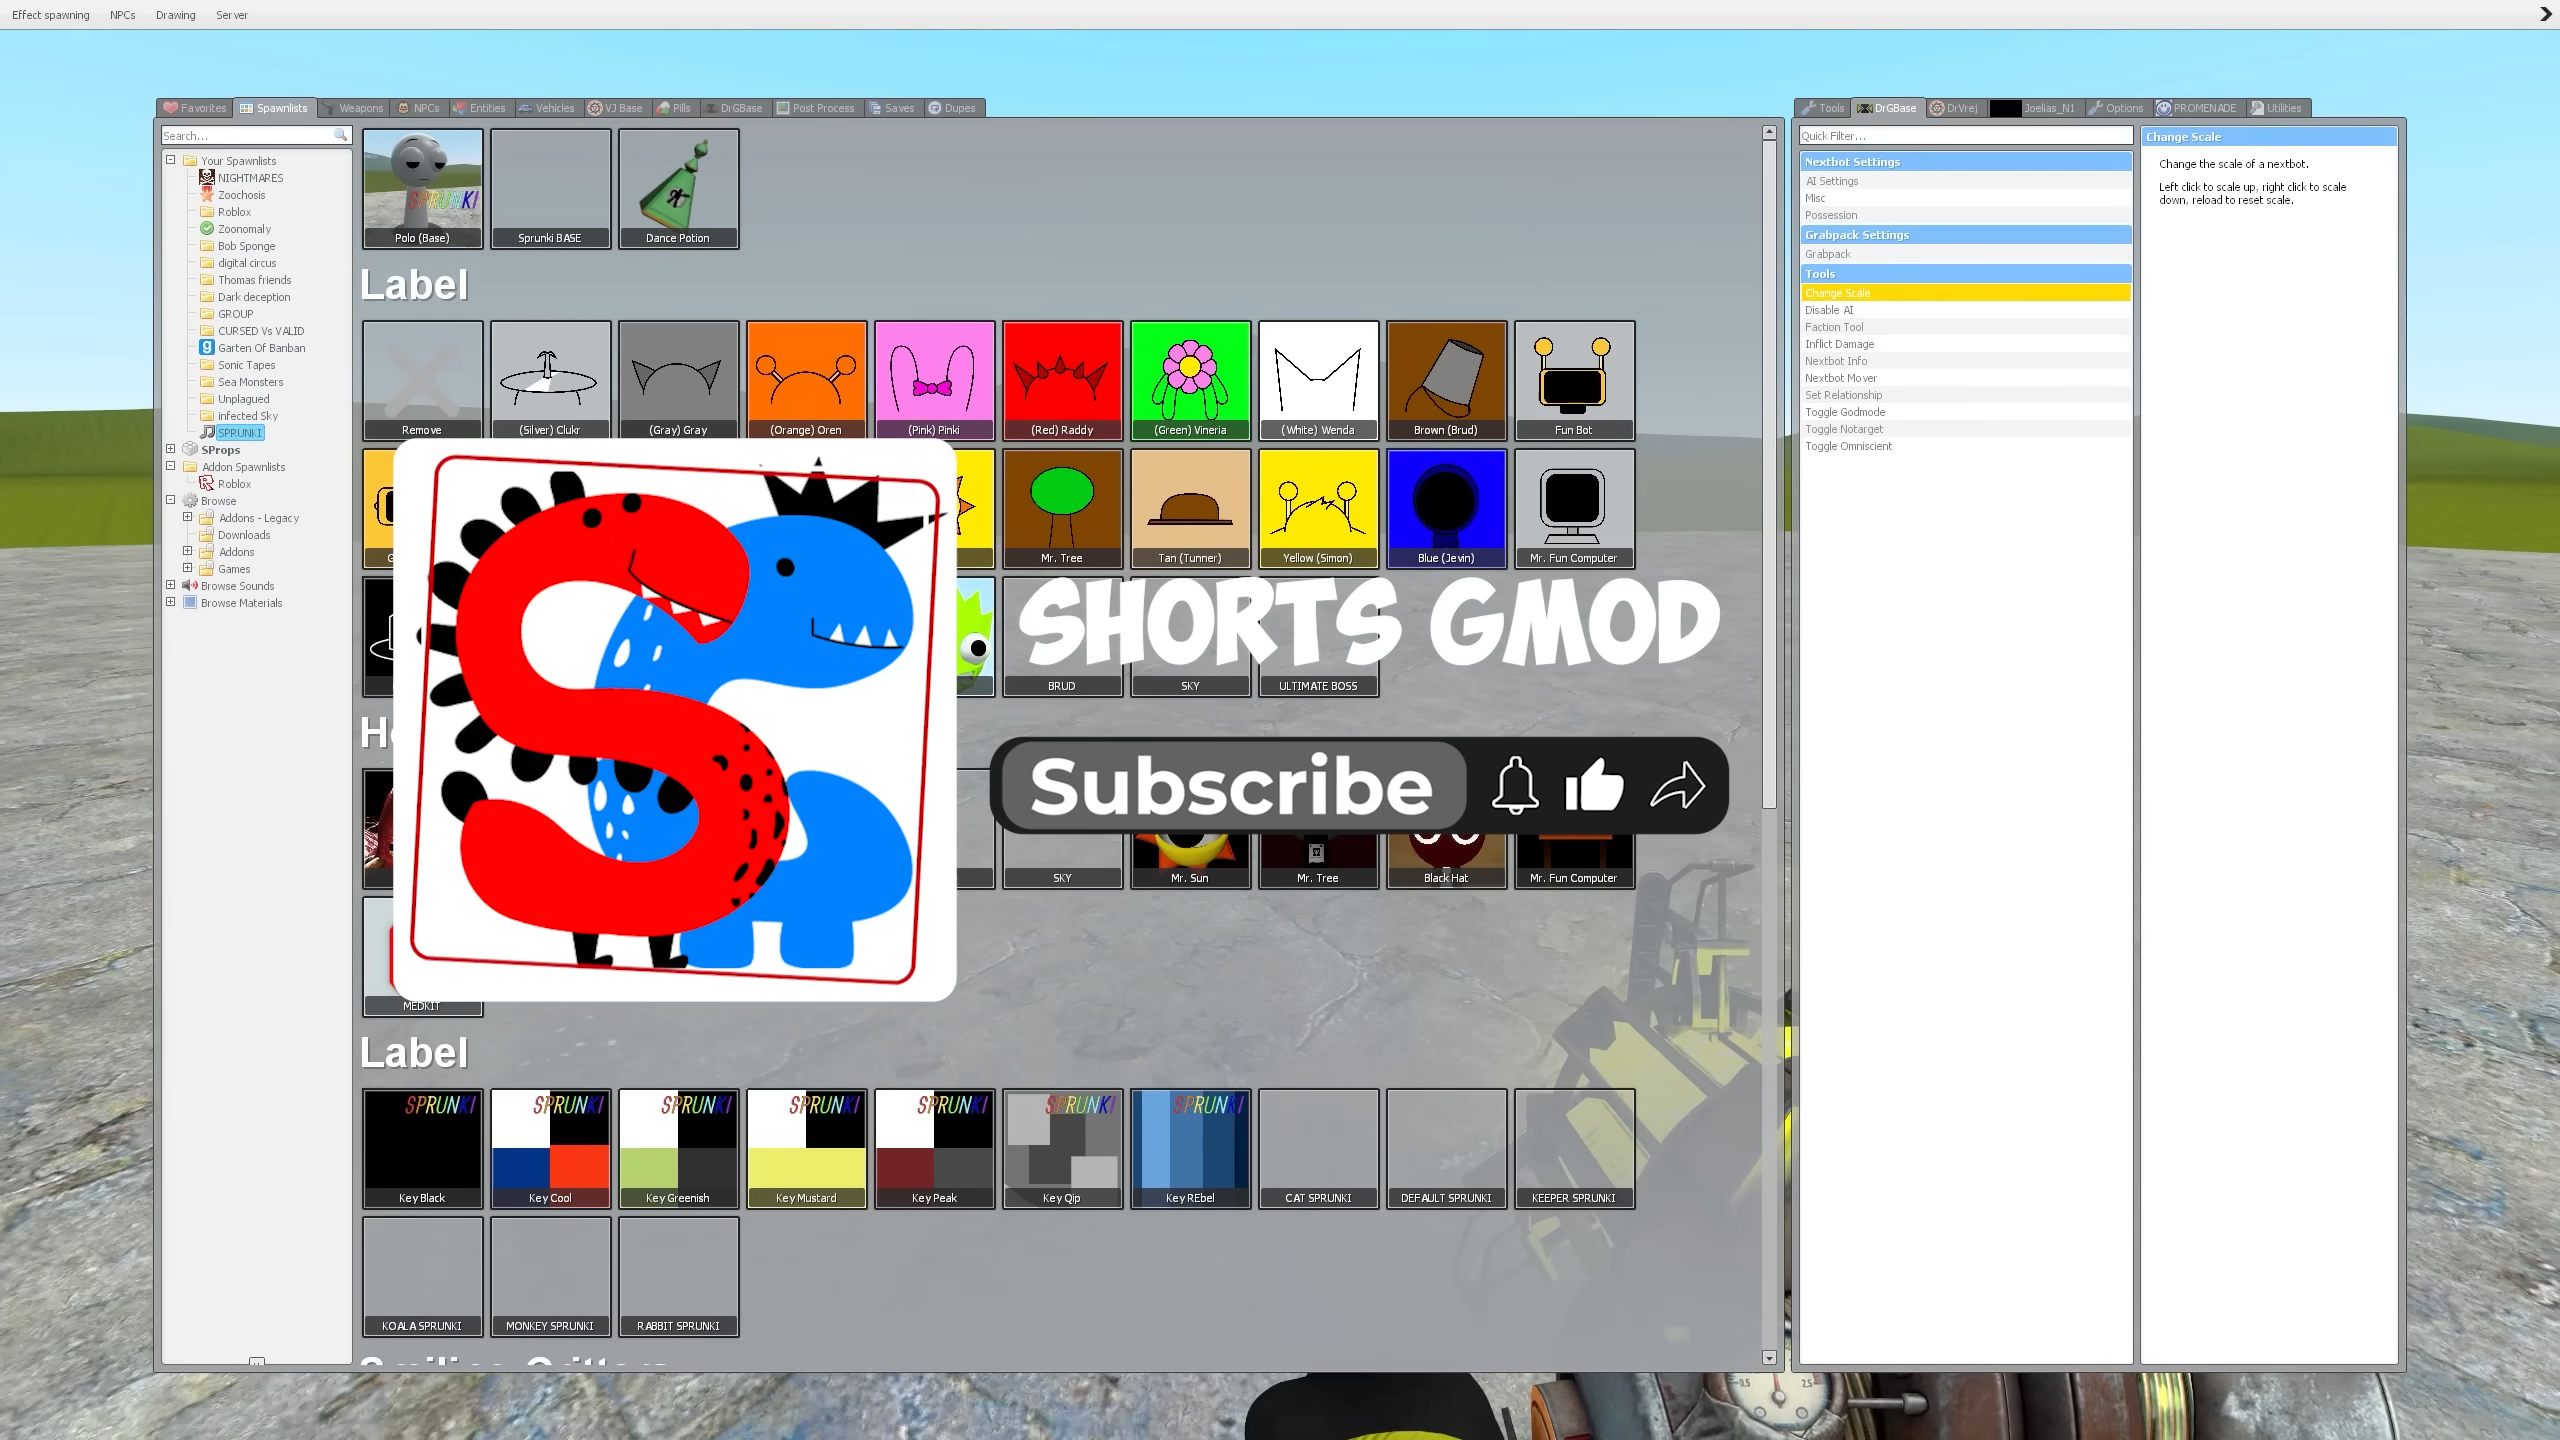 Effect spawning NPCs Drawing Server
Favorites Spawnlists Weapons NPCs Entities Vehicles VJ Base Pills DrGBase Post Process Saves Dupes
Search...
Your Spawnlists
NIGHTMARES
Zoochosis
Roblox
Zoonomaly
Bob Sponge
digital circus
Thomas friends
Dark deception
GROUP
CURSED Vs VALID
Garten Of Banban
Sonic Tapes
Sea Monsters
Unplagued
infected Sky
SPRUNKI
SProps
Addon Spawnlists
Roblox
Browse
Addons - Legacy
Downloads
Addons
Games
Browse Sounds
Browse Materials
SPRUNKI
Polo (Base) Sprunki BASE Dance Potion
Label
Remove (Silver) Clukr (Gray) Gray (Orange) Oren (Pink) Pinki (Red) Raddy (Green) Vineria (White) Wenda Brown (Brud) Fun Bot
Mr. Tree Tan (Tunner) Yellow (Simon) Blue (Jevin) Mr. Fun Computer
SHORTS GMOD
BRUD SKY ULTIMATE BOSS
Subscribe
SKY Mr. Sun Mr. Tree Black Hat Mr. Fun Computer
MEDKIT
Label
SPRUNKI SPRUNKI SPRUNKI SPRUNKI SPRUNKI SPRUNKI SPRUNKI
Key Black Key Cool Key Greenish Key Mustard Key Peak Key Qip Key REbel CAT SPRUNKI DEFAULT SPRUNKI KEEPER SPRUNKI
KOALA SPRUNKI MONKEY SPRUNKI RABBIT SPRUNKI
Tools DrGBase DrVrej Joelias_N1 Options PROMENADE Utilities
Quick Filter...
Nextbot Settings
AI Settings
Misc
Possession
Grabpack Settings
Grabpack
Tools
Change Scale
Disable AI
Faction Tool
Inflict Damage
Nextbot Info
Nextbot Mover
Set Relationship
Toggle Godmode
Toggle Notarget
Toggle Omniscient
Change Scale
Change the scale of a nextbot.
Left click to scale up, right click to scale
down, reload to reset scale.